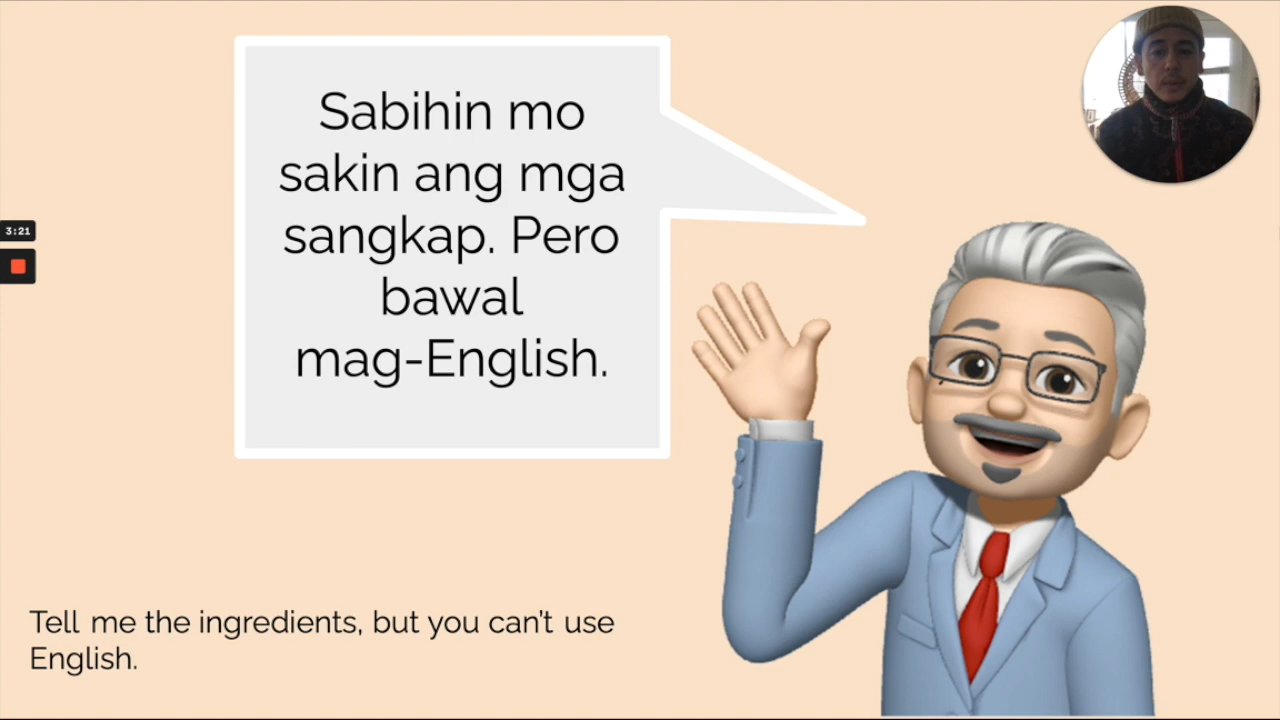 Sabihin mo
sakin ang mga
sangkap. Pero
bawal
mag-English.
3:21
Tell me the ingredients, but you can't use
English.